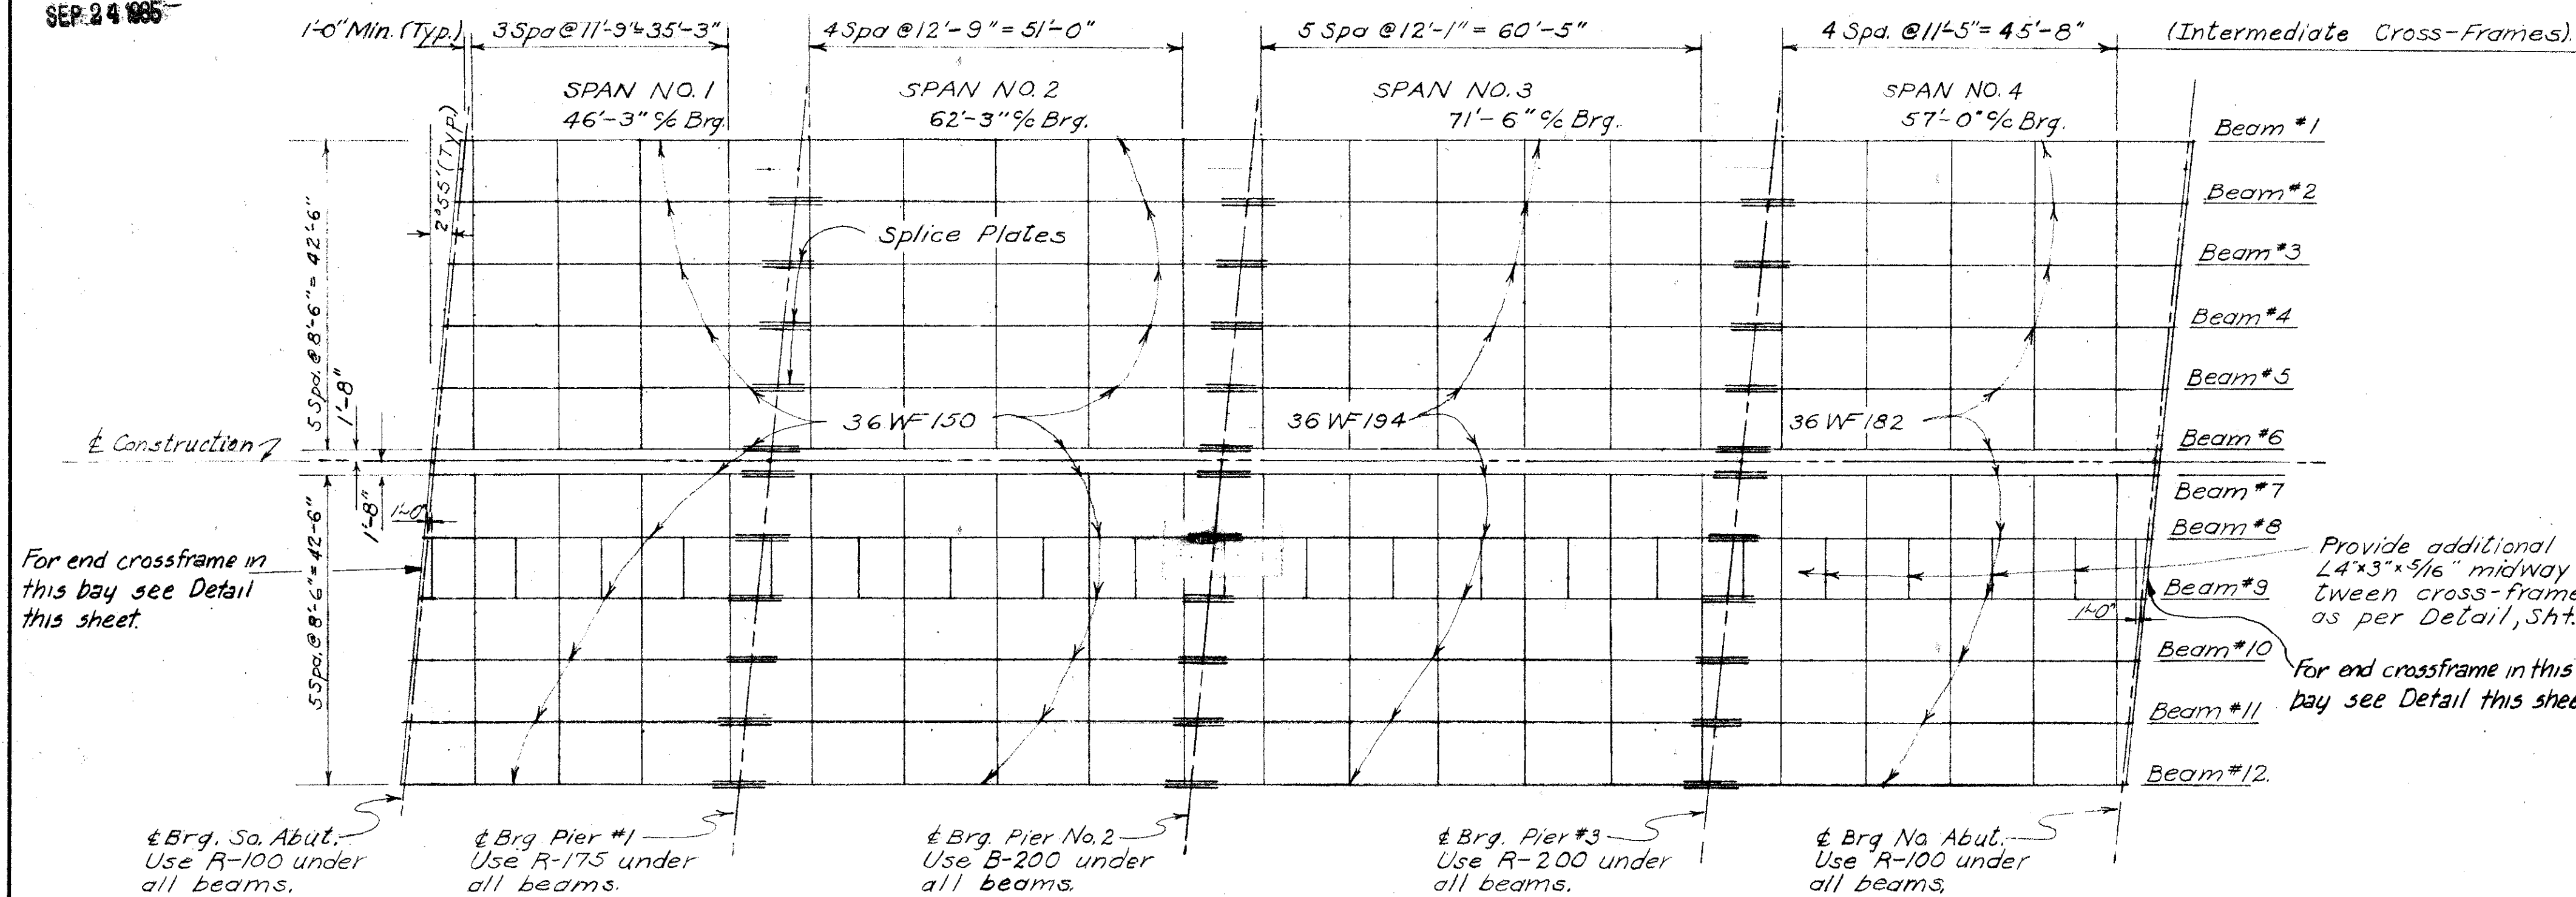 SEP 24 1985
1'-0" Min. (Typ.) 3 Spa @ 11'-9" = 35'-3" 4 Spa @ 12'-9" = 51'-0" 5 Spa @ 12'-1" = 60'-5" 4 Spa. @ 11'-5" = 45'-8" (Intermediate Cross-Frames).
SPAN NO. 1
46'-3" c/c Brg.
SPAN NO. 2
62'-3" c/c Brg.
SPAN NO. 3
71'-6" c/c Brg.
SPAN NO. 4
57'-0" c/c Brg.
2°55' (Typ.)
Beam #1
Beam #2
Beam #3
Beam #4
Beam #5
Beam #6
Beam #7
Beam #8
Beam #9
Beam #10
Beam #11
Beam #12.
Splice Plates
5 Spa. @ 8'-6" = 42'-6"
1'-8"
36 WF 150
36 WF 194
36 WF 182
℄ Construction
1'-8"
1'-0"
5 Spa. @ 8'-6" = 42'-6"
For end crossframe in
this bay see Detail
this sheet.
Provide additional
L4"x3"x5/16" midway
tween cross-frame
as per Detail, Sht.
1'-0"
For end crossframe in this
bay see Detail this shee
℄ Brg. So. Abut.
Use R-100 under
all beams.
℄ Brg. Pier #1
Use R-175 under
all beams.
℄ Brg. Pier No. 2
Use B-200 under
all beams.
℄ Brg. Pier #3
Use R-200 under
all beams.
℄ Brg No. Abut.
Use R-100 under
all beams.